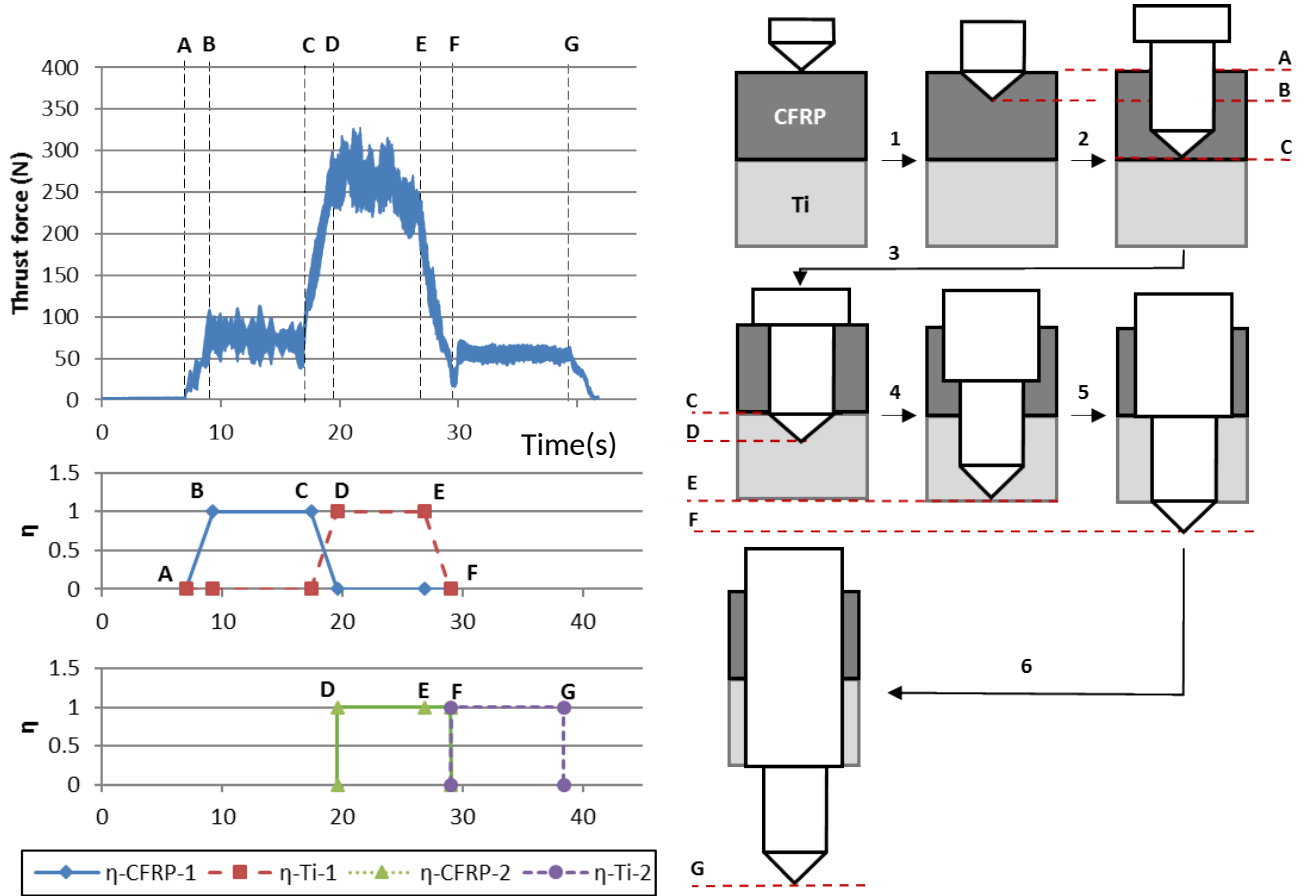 A B C D E F G
400
350
300
250
200
150
100
50
0
Thrust force (N)
0 10 20 30
Time(s)
1.5
1
0.5
0
η
A B C D E F
0 10 20 30 40
1.5
1
0.5
0
η
D E F G
0 10 20 30 40
η-CFRP-1 η-Ti-1 η-CFRP-2 η-Ti-2
CFRP
Ti
1
2
A
B
C
3
C
D
E
F
4
5
6
G